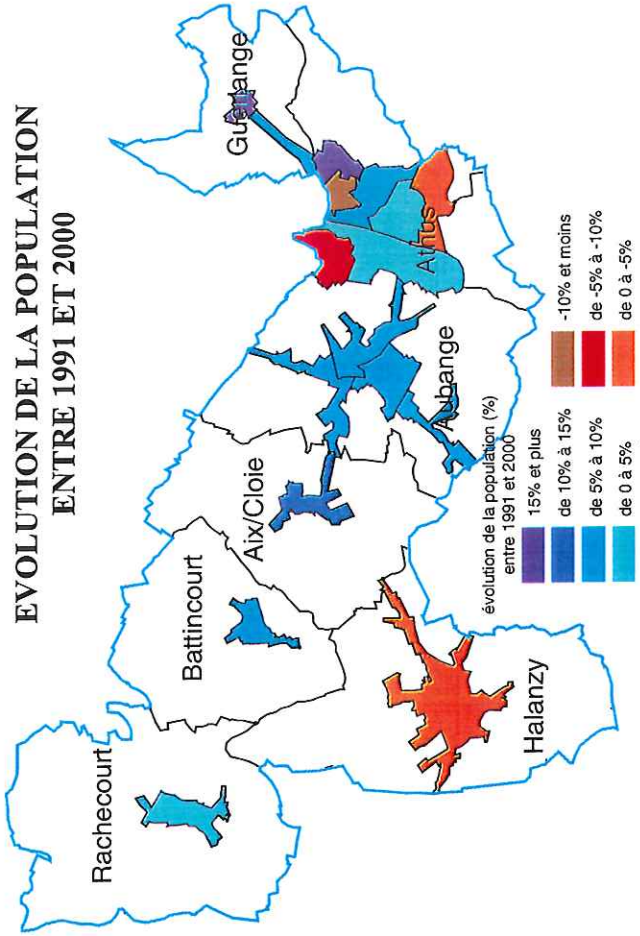 EVOLUTION DE LA POPULATION
ENTRE 1991 ET 2000
Rachecourt
Battincourt
Aix/Cloie
Guerlange
Athus
Aubange
Halanzy
évolution de la population (%)
entre 1991 et 2000
15% et plus
de 10% à 15%
de 5% à 10%
de 0 à 5%
-10% et moins
de -5% à -10%
de 0 à -5%